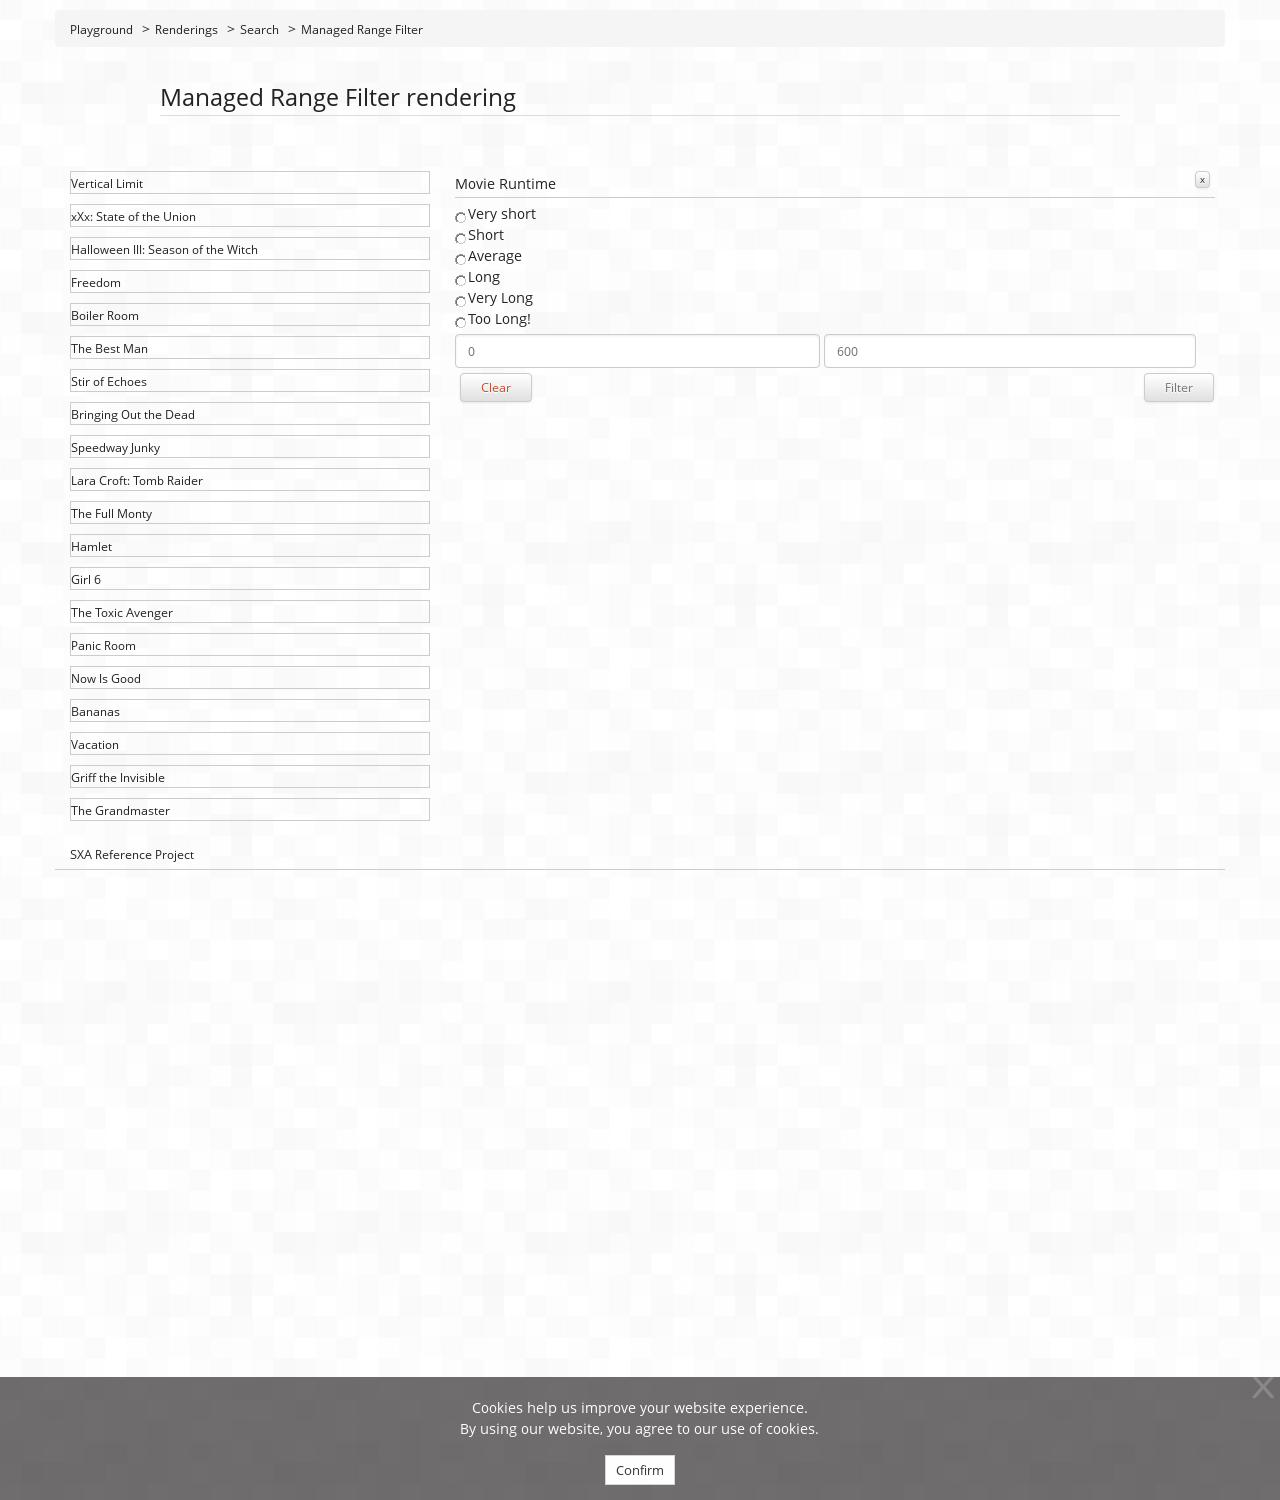 Playground > Renderings > Search > Managed Range Filter
Managed Range Filter rendering
Vertical Limit
xXx: State of the Union
Halloween III: Season of the Witch
Freedom
Boiler Room
The Best Man
Stir of Echoes
Bringing Out the Dead
Speedway Junky
Lara Croft: Tomb Raider
The Full Monty
Hamlet
Girl 6
The Toxic Avenger
Panic Room
Now Is Good
Bananas
Vacation
Griff the Invisible
The Grandmaster
Movie Runtime
x
Very short
Short
Average
Long
Very Long
Too Long!
0 600
Clear Filter
SXA Reference Project
Cookies help us improve your website experience.
By using our website, you agree to our use of cookies.
Confirm